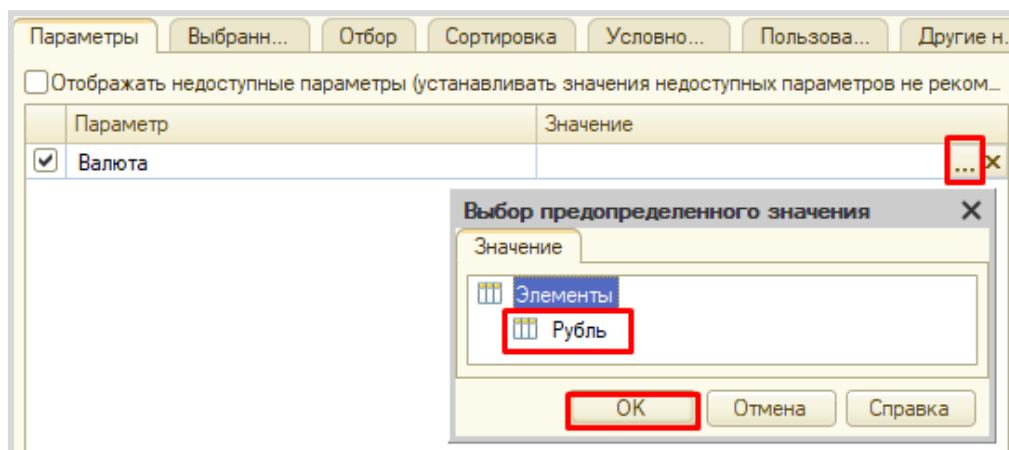 Параметры Выбранн... Отбор Сортировка Условно... Пользова... Другие н.
Отображать недоступные параметры (устанавливать значения недоступных параметров не реком...
Параметр Значение
Валюта ... ×
Выбор предопределенного значения ×
Значение
Элементы
Рубль
ОК Отмена Справка